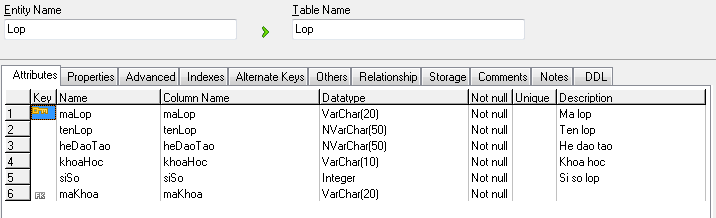 Entity Name Table Name
Lop Lop
Attributes Properties Advanced Indexes Alternate Keys Others Relationship Storage Comments Notes DDL
Key Name Column Name Datatype Not null Unique Description
1 maLop maLop VarChar(20) Not null Ma lop
2 tenLop tenLop NVarChar(50) Not null Ten lop
3 heDaoTao heDaoTao NVarChar(50) Not null He dao tao
4 khoaHoc khoaHoc VarChar(10) Not null Khoa hoc
5 siSo siSo Integer Not null Si so lop
6 FK maKhoa maKhoa VarChar(20) Not null